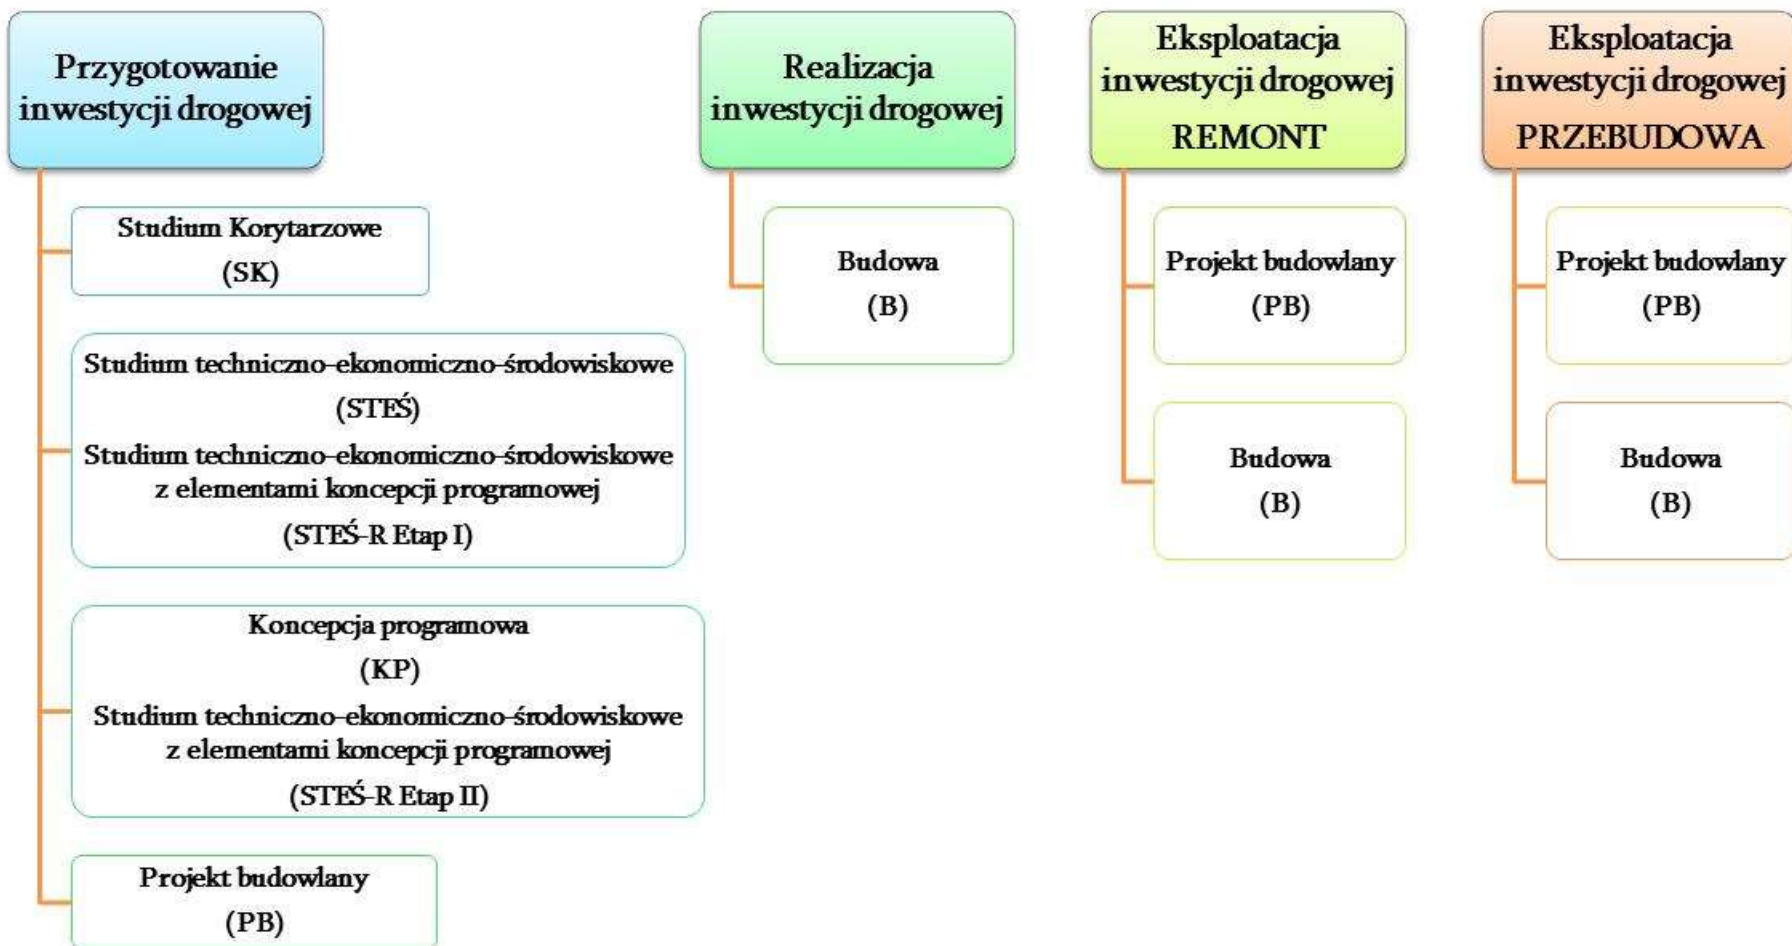 Przygotowanie
inwestycji drogowej
Studium Korytarzowe
(SK)
Studium techniczno-ekonomiczno-środowiskowe
(STEŚ)
Studium techniczno-ekonomiczno-środowiskowe
z elementami koncepcji programowej
(STEŚ-R Etap I)
Koncepcja programowa
(KP)
Studium techniczno-ekonomiczno-środowiskowe
z elementami koncepcji programowej
(STEŚ-R Etap II)
Projekt budowlany
(PB)
Realizacja
inwestycji drogowej
Budowa
(B)
Eksploatacja
inwestycji drogowej
REMONT
Projekt budowlany
(PB)
Budowa
(B)
Eksploatacja
inwestycji drogowej
PRZEBUDOWA
Projekt budowlany
(PB)
Budowa
(B)